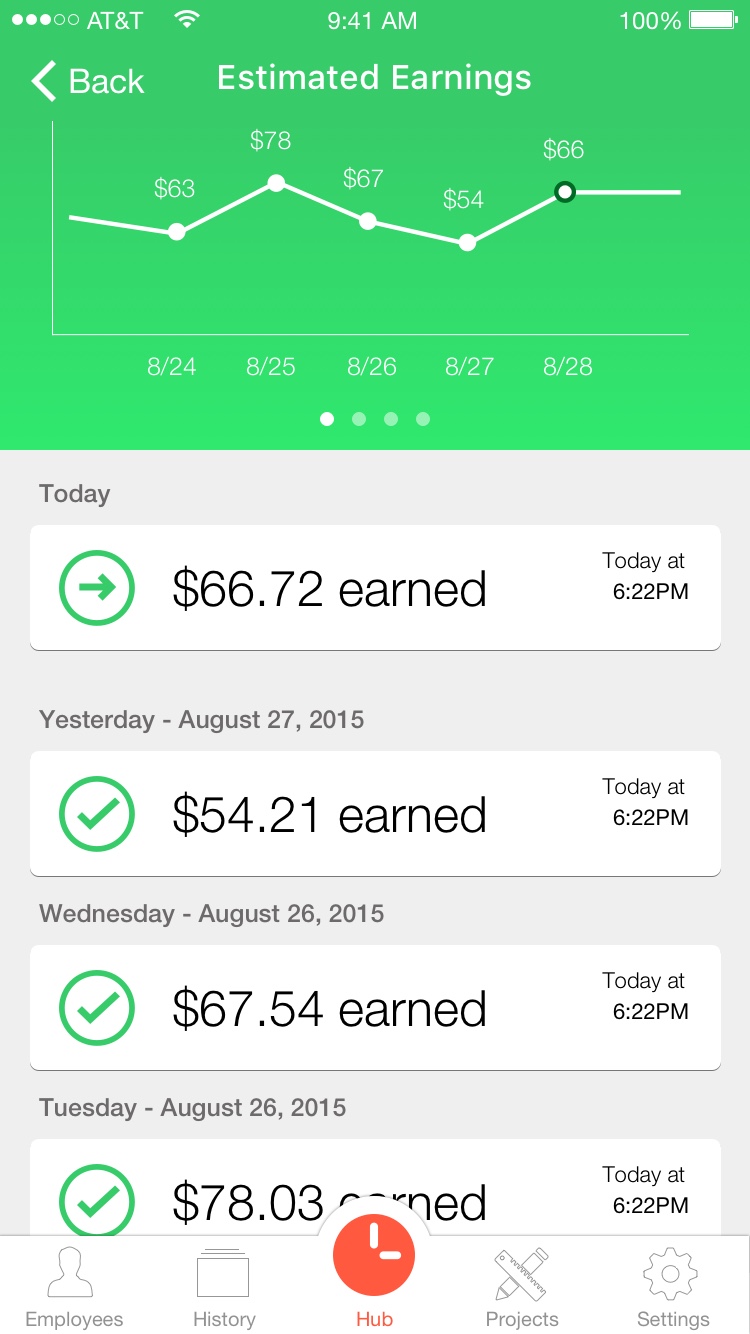 AT&T 9:41 AM 100%
Back Estimated Earnings
$63 $78 $67 $54 $66
8/24 8/25 8/26 8/27 8/28
Today
$66.72 earned
Today at
6:22PM
Yesterday - August 27, 2015
$54.21 earned
Today at
6:22PM
Wednesday - August 26, 2015
$67.54 earned
Today at
6:22PM
Tuesday - August 26, 2015
$78.03 earned
Today at
6:22PM
Employees History Hub Projects Settings